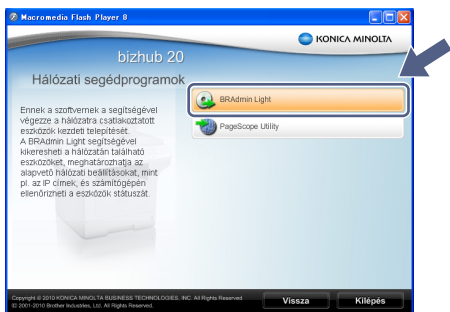 Macromedia Flash Player 8
KONICA MINOLTA
bizhub 20
Hálózati segédprogramok
Ennek a szoftvernek a segítségével
végezze a hálózatra csatlakoztatott
eszközök kezdeti telepítését.
A BRAdmin Light segítségével
kikeresheti a hálózatán található
eszközöket, meghatározhatja az
alapvető hálózati beállításokat, mint
pl. az IP címek, és számítógépén
ellenőrizheti a eszközök státuszát.
BRAdmin Light
PageScope Utility
Copyright © 2010 KONICA MINOLTA BUSINESS TECHNOLOGIES, INC. All Rights Reserved.
© 2001-2010 Brother Industries, Ltd. All Rights Reserved.
Vissza
Kilépés